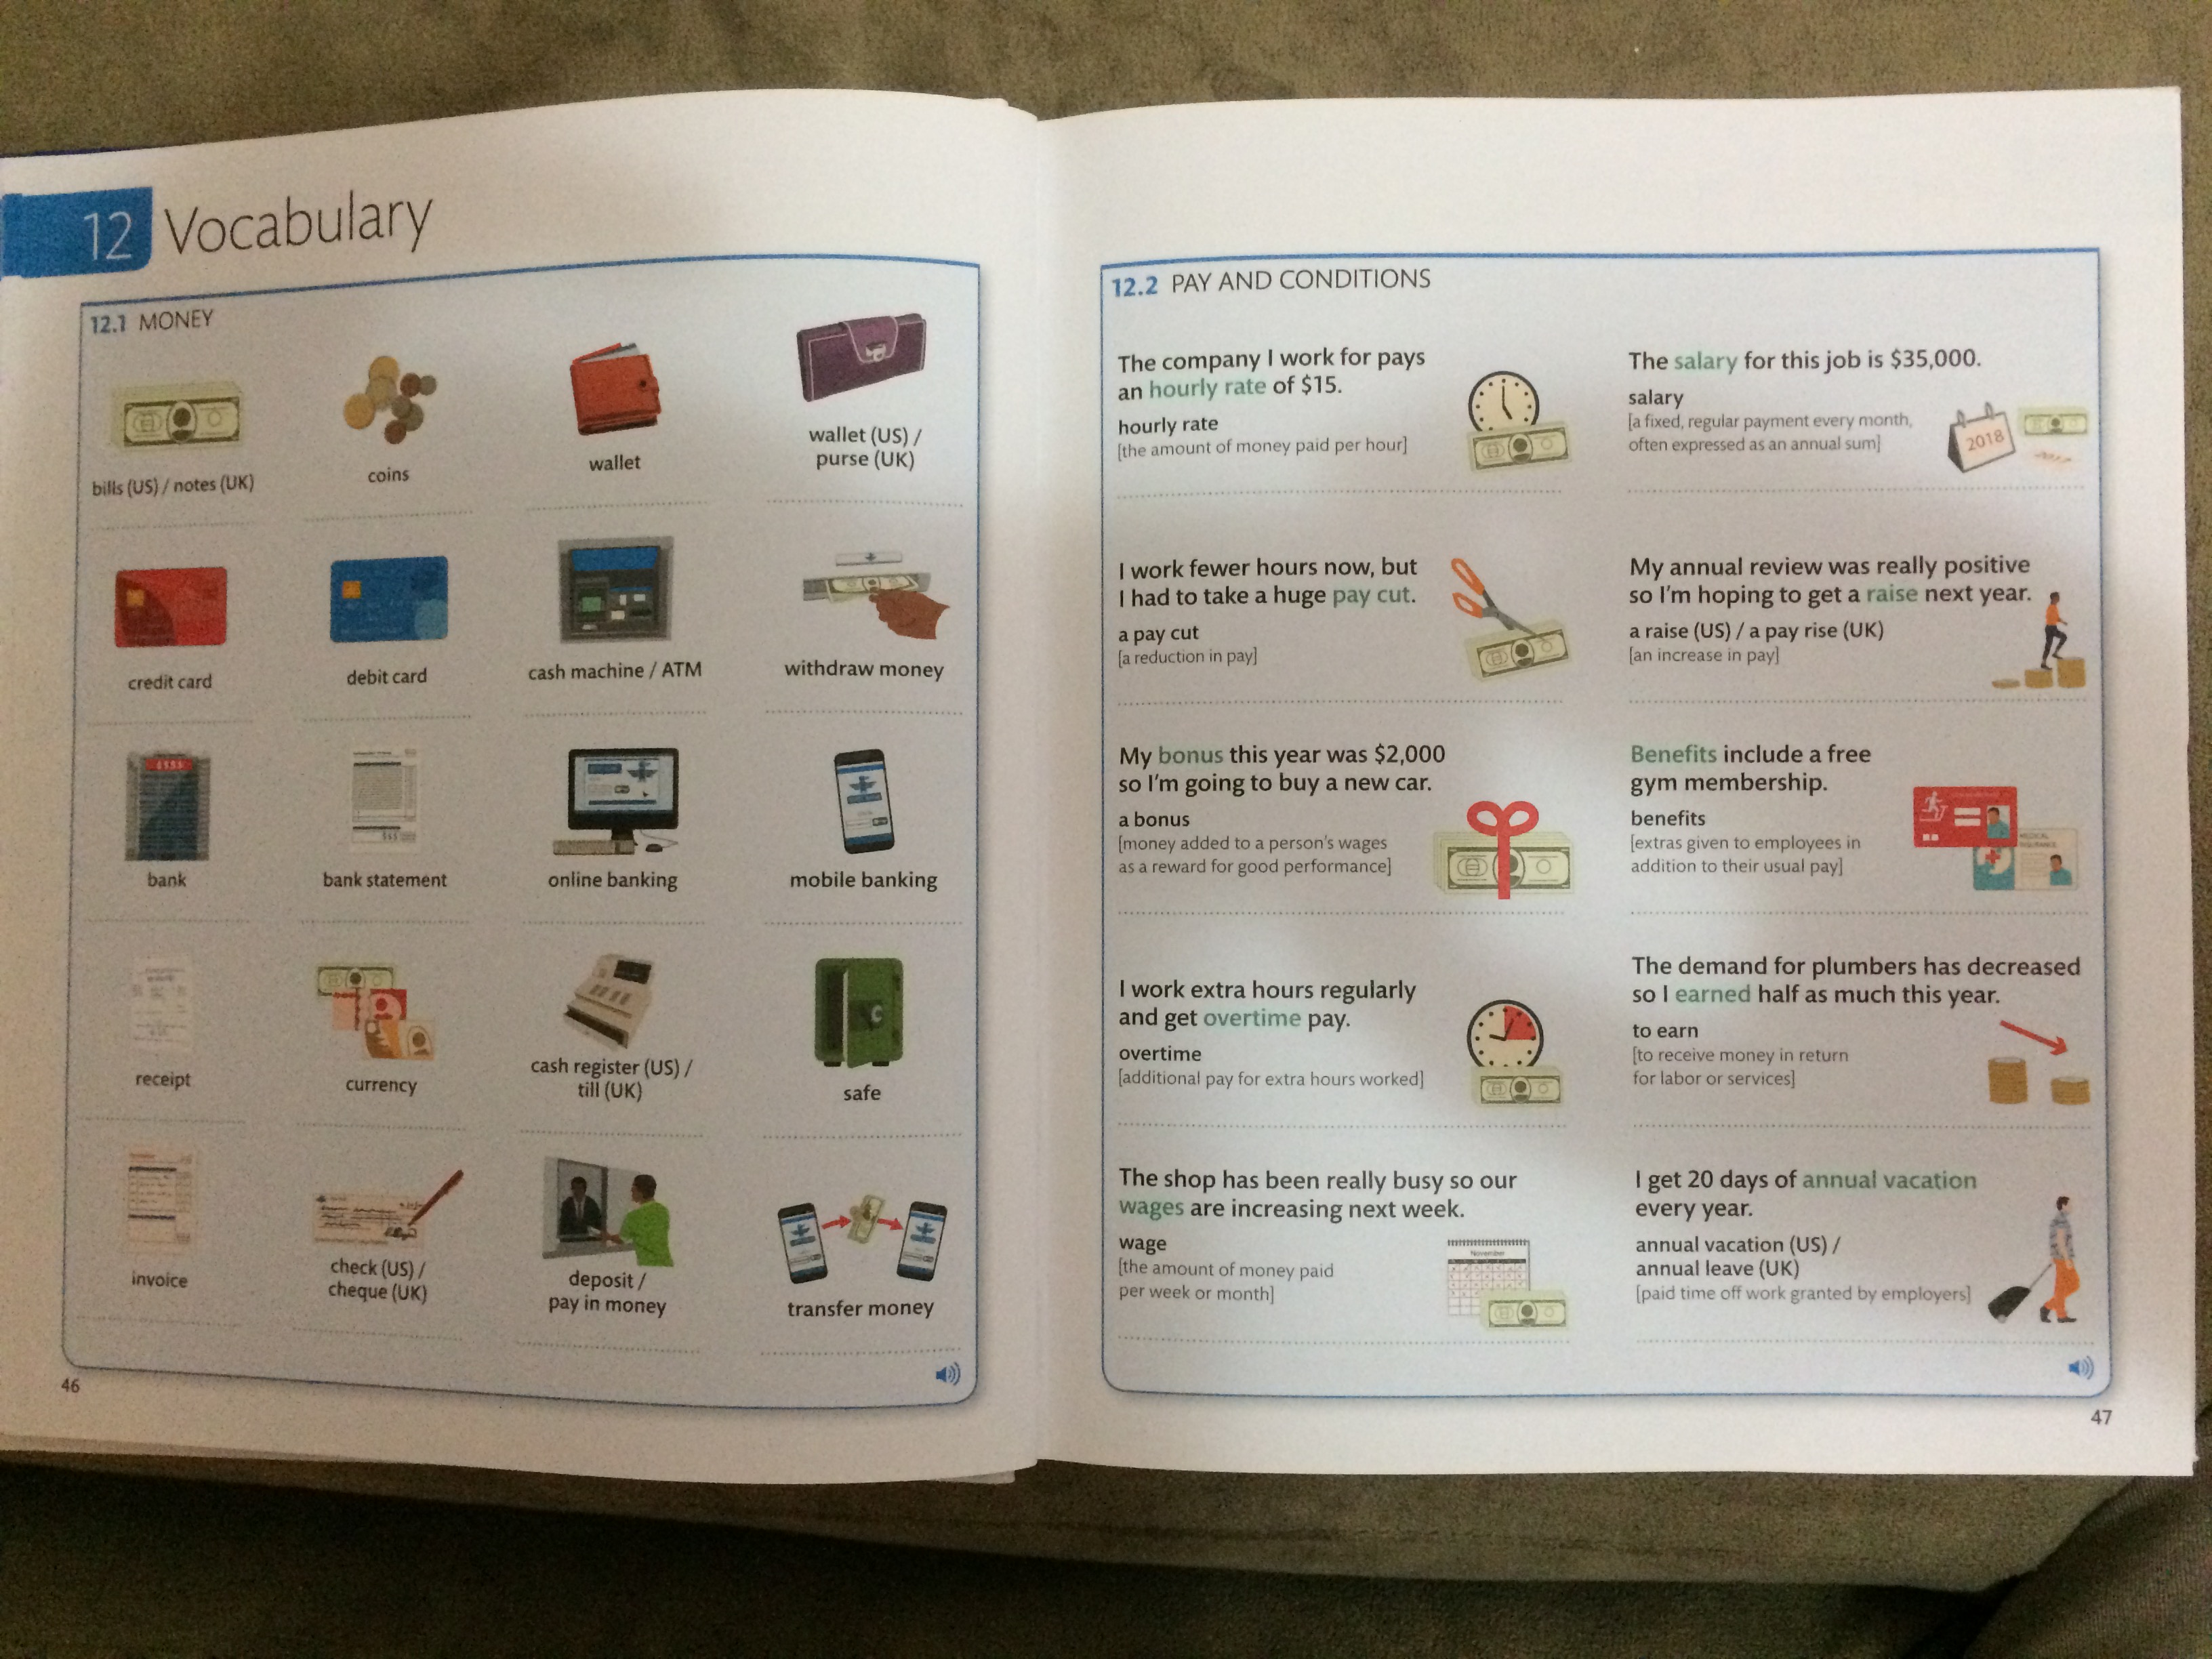 12 Vocabulary
12.1 MONEY
bills (US) / notes (UK)
coins
wallet
wallet (US) /
purse (UK)
credit card
debit card
cash machine / ATM
withdraw money
bank
bank statement
online banking
mobile banking
receipt
currency
cash register (US) /
till (UK)
safe
invoice
check (US) /
cheque (UK)
deposit /
pay in money
transfer money
46
12.2 PAY AND CONDITIONS
The company I work for pays
an hourly rate of $15.
hourly rate
[the amount of money paid per hour]
The salary for this job is $35,000.
salary
[a fixed, regular payment every month,
often expressed as an annual sum]
2018
I work fewer hours now, but
I had to take a huge pay cut.
a pay cut
[a reduction in pay]
My annual review was really positive
so I'm hoping to get a raise next year.
a raise (US) / a pay rise (UK)
[an increase in pay]
My bonus this year was $2,000
so I'm going to buy a new car.
a bonus
[money added to a person's wages
as a reward for good performance]
Benefits include a free
gym membership.
benefits
[extras given to employees in
addition to their usual pay]
I work extra hours regularly
and get overtime pay.
overtime
[additional pay for extra hours worked]
The demand for plumbers has decreased
so I earned half as much this year.
to earn
[to receive money in return
for labor or services]
The shop has been really busy so our
wages are increasing next week.
wage
[the amount of money paid
per week or month]
November
I get 20 days of annual vacation
every year.
annual vacation (US) /
annual leave (UK)
[paid time off work granted by employers]
47